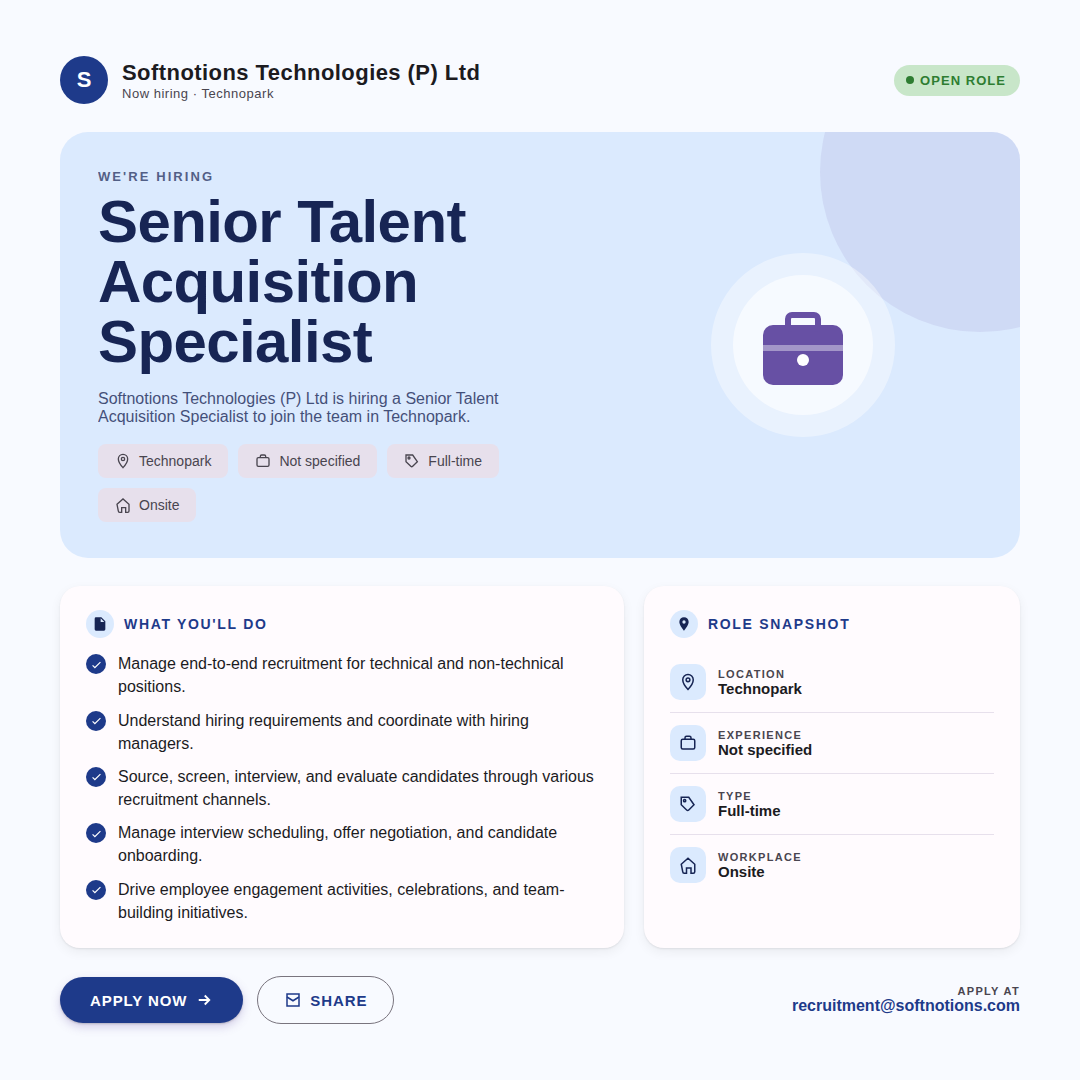 S
Softnotions Technologies (P) Ltd
Now hiring · Technopark
OPEN ROLE
WE'RE HIRING
Senior Talent
Acquisition
Specialist
Softnotions Technologies (P) Ltd is hiring a Senior Talent
Acquisition Specialist to join the team in Technopark.
Technopark
Not specified
Full-time
Onsite
WHAT YOU'LL DO
Manage end-to-end recruitment for technical and non-technical
positions.
Understand hiring requirements and coordinate with hiring
managers.
Source, screen, interview, and evaluate candidates through various
recruitment channels.
Manage interview scheduling, offer negotiation, and candidate
onboarding.
Drive employee engagement activities, celebrations, and team-
building initiatives.
ROLE SNAPSHOT
LOCATION
Technopark
EXPERIENCE
Not specified
TYPE
Full-time
WORKPLACE
Onsite
APPLY NOW
SHARE
APPLY AT
recruitment@softnotions.com